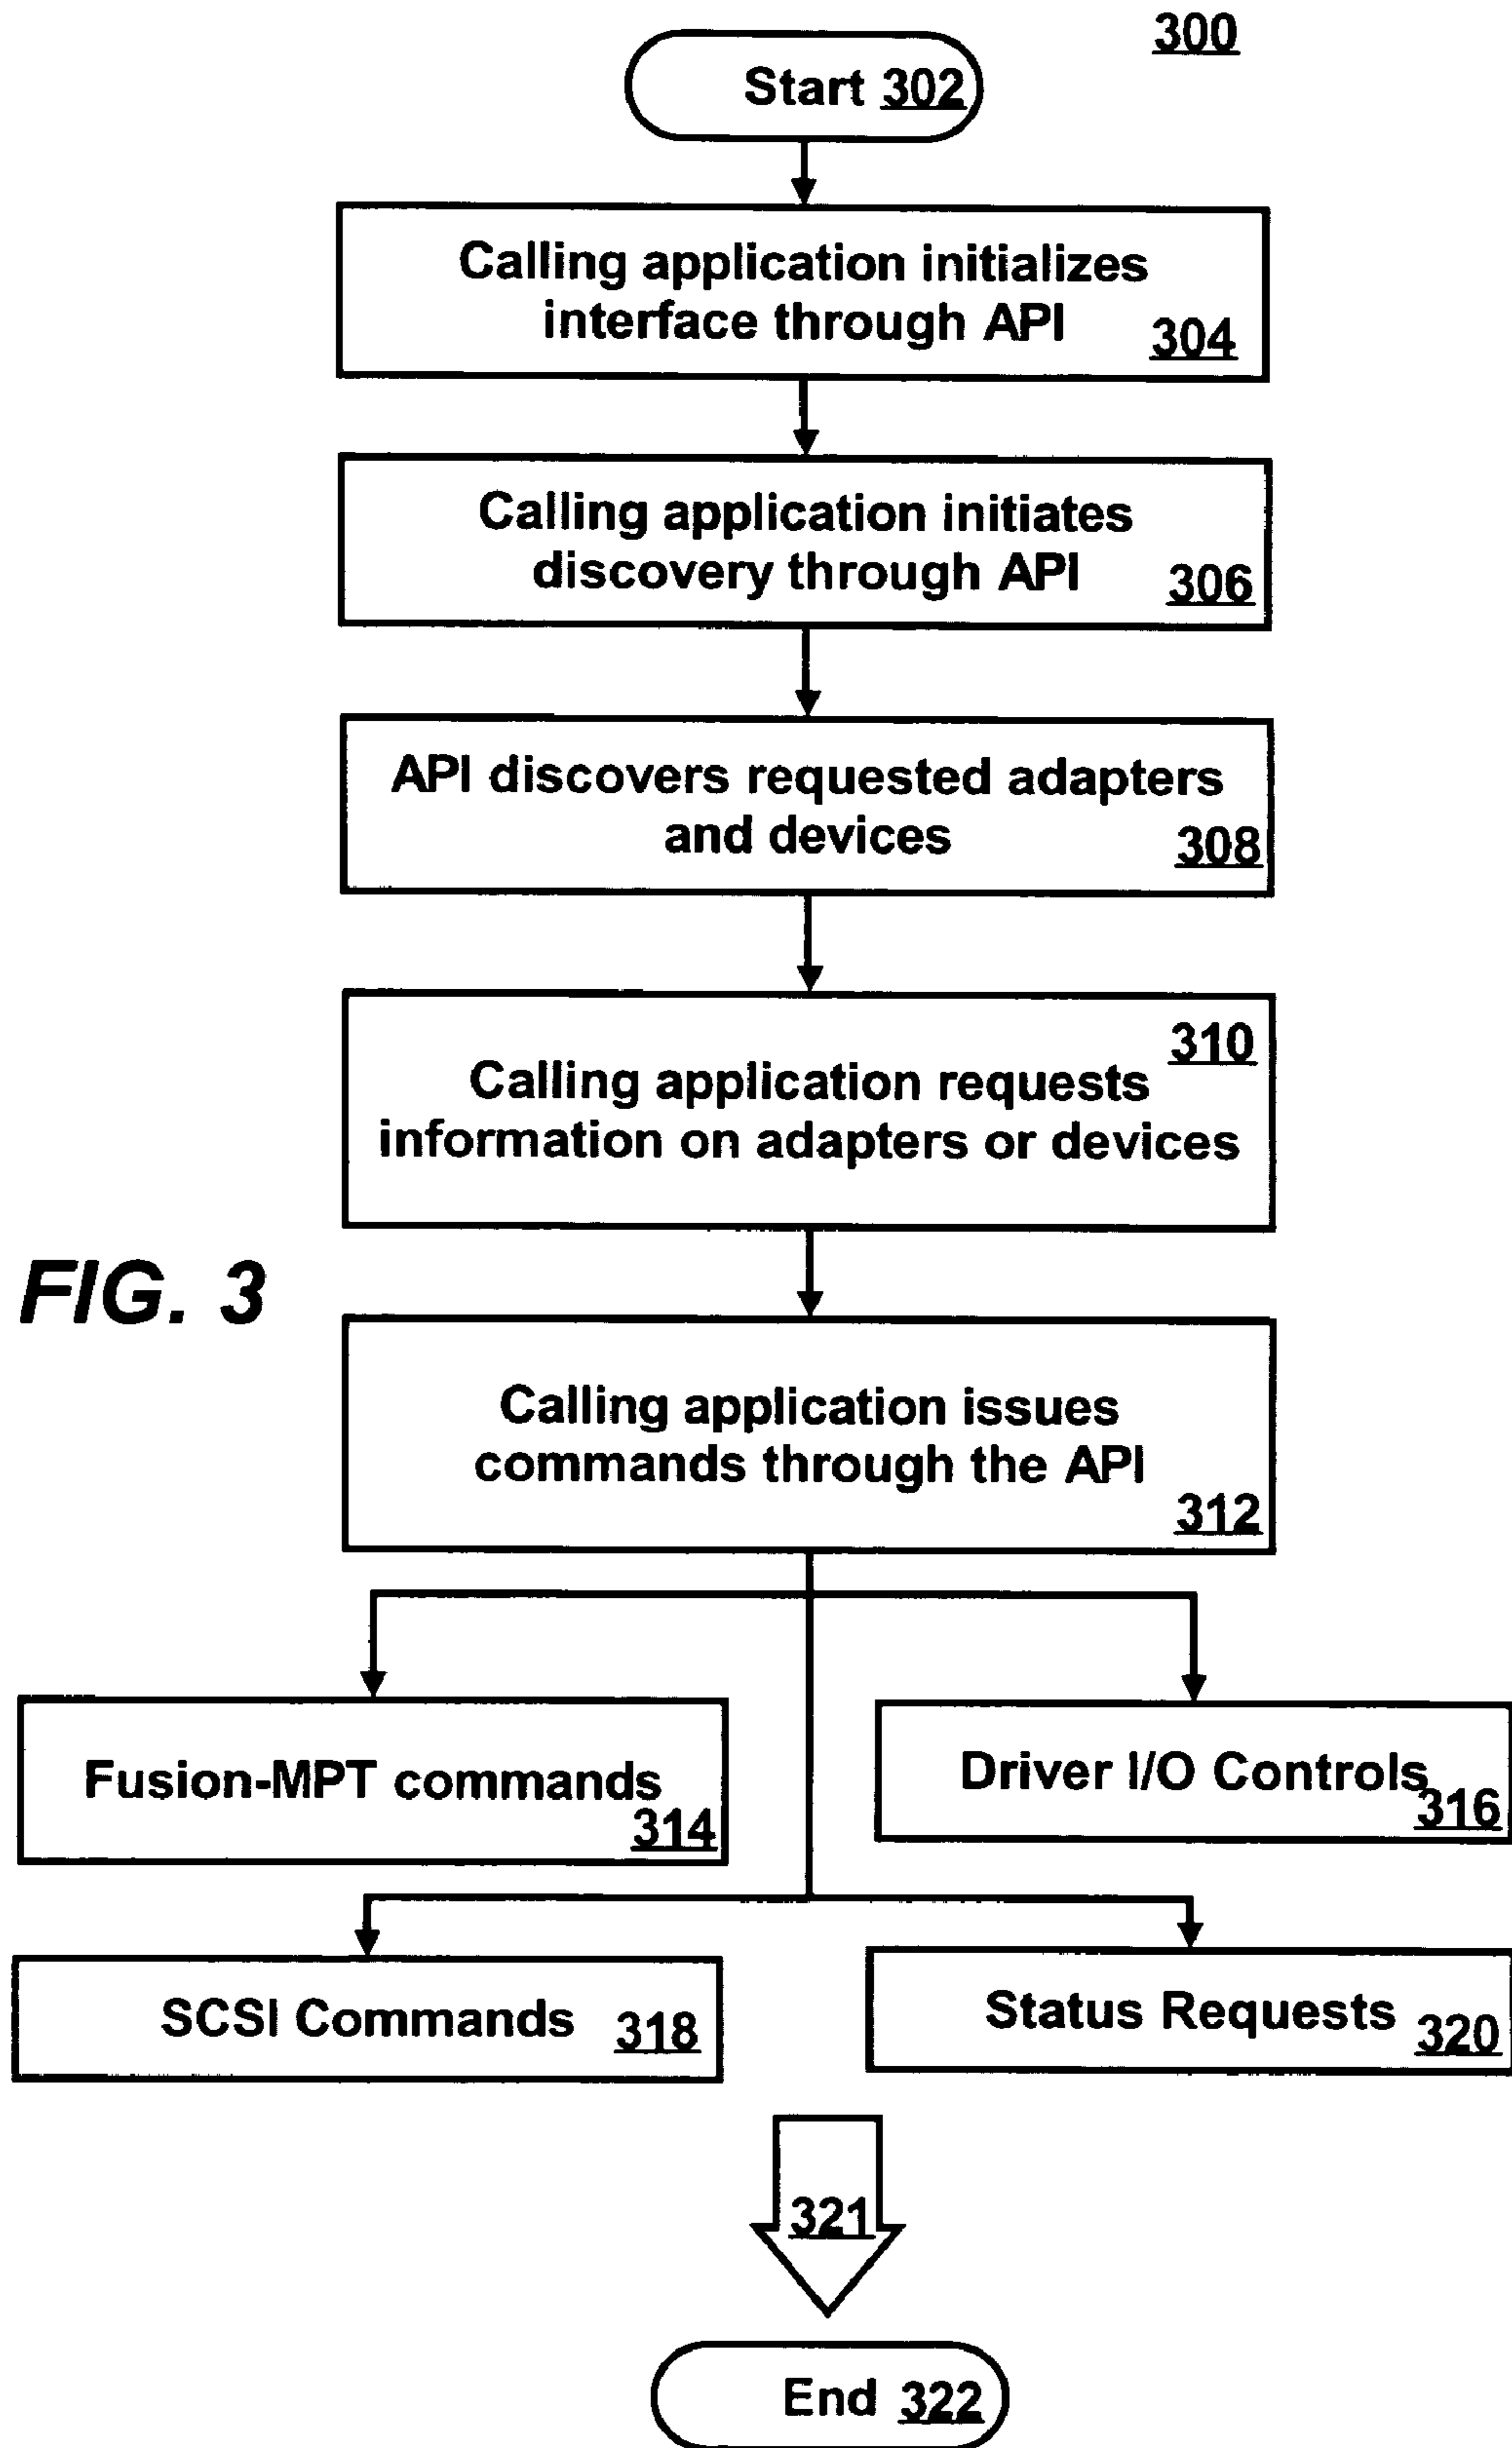 300
Start 302
Calling application initializes
interface through API 304
Calling application initiates
discovery through API 306
API discovers requested adapters
and devices 308
310
Calling application requests
information on adapters or devices
FIG. 3
Calling application issues
commands through the API
312
Fusion-MPT commands
314
Driver I/O Controls
316
SCSI Commands 318
Status Requests 320
321
End 322